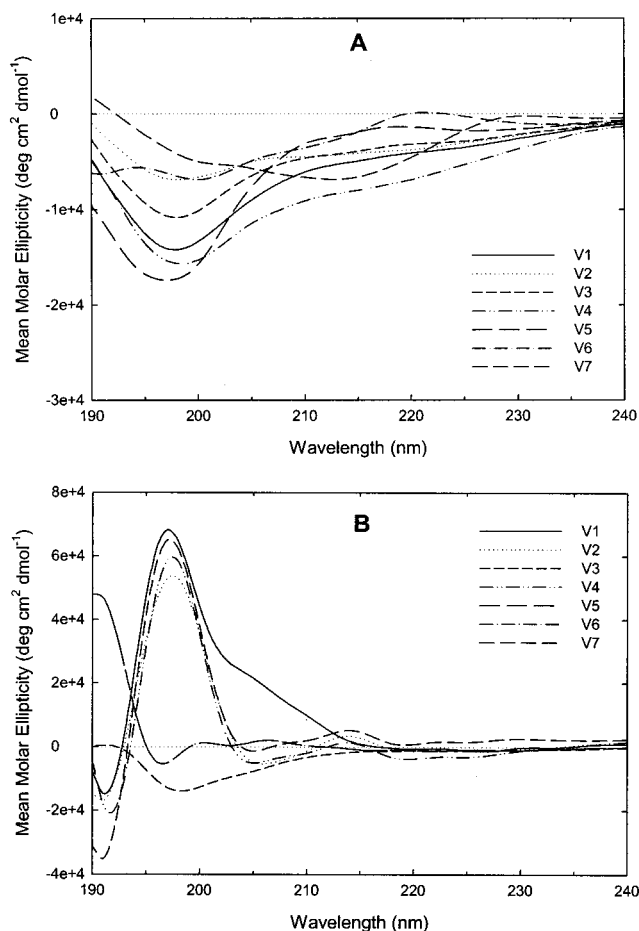 A
Mean Molar Ellipticity (deg cm² dmol⁻¹)
1e+4
0
-1e+4
-2e+4
-3e+4
V1
V2
V3
V4
V5
V6
V7
190 200 210 220 230 240
Wavelength (nm)
B
Mean Molar Ellipticity (deg cm² dmol⁻¹)
8e+4
6e+4
4e+4
2e+4
0
-2e+4
-4e+4
V1
V2
V3
V4
V5
V6
V7
190 200 210 220 230 240
Wavelength (nm)